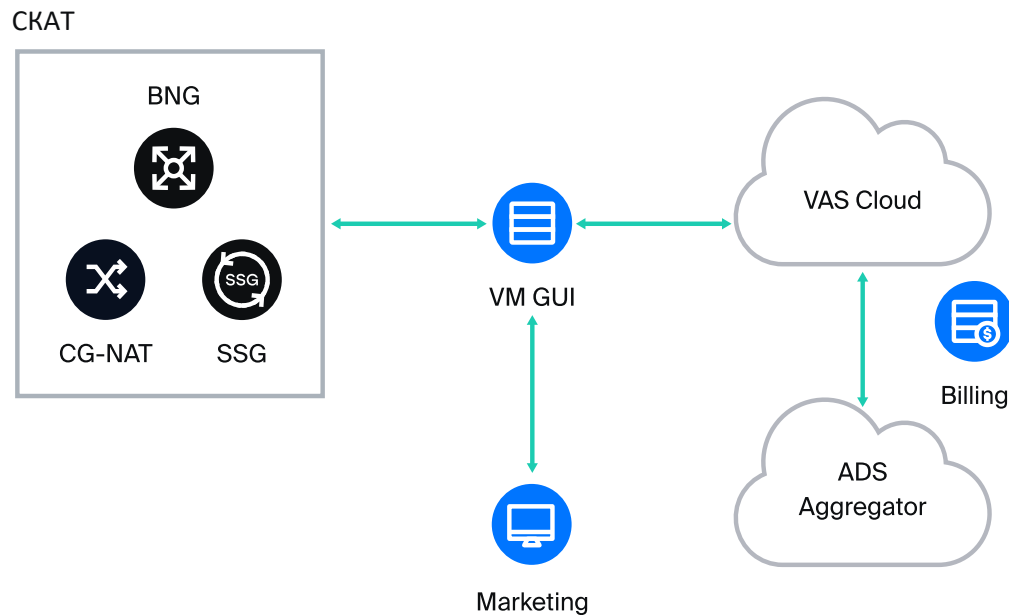 СКАТ
BNG
CG-NAT
SSG
SSG
VM GUI
Marketing
VAS Cloud
$
Billing
ADS
Aggregator